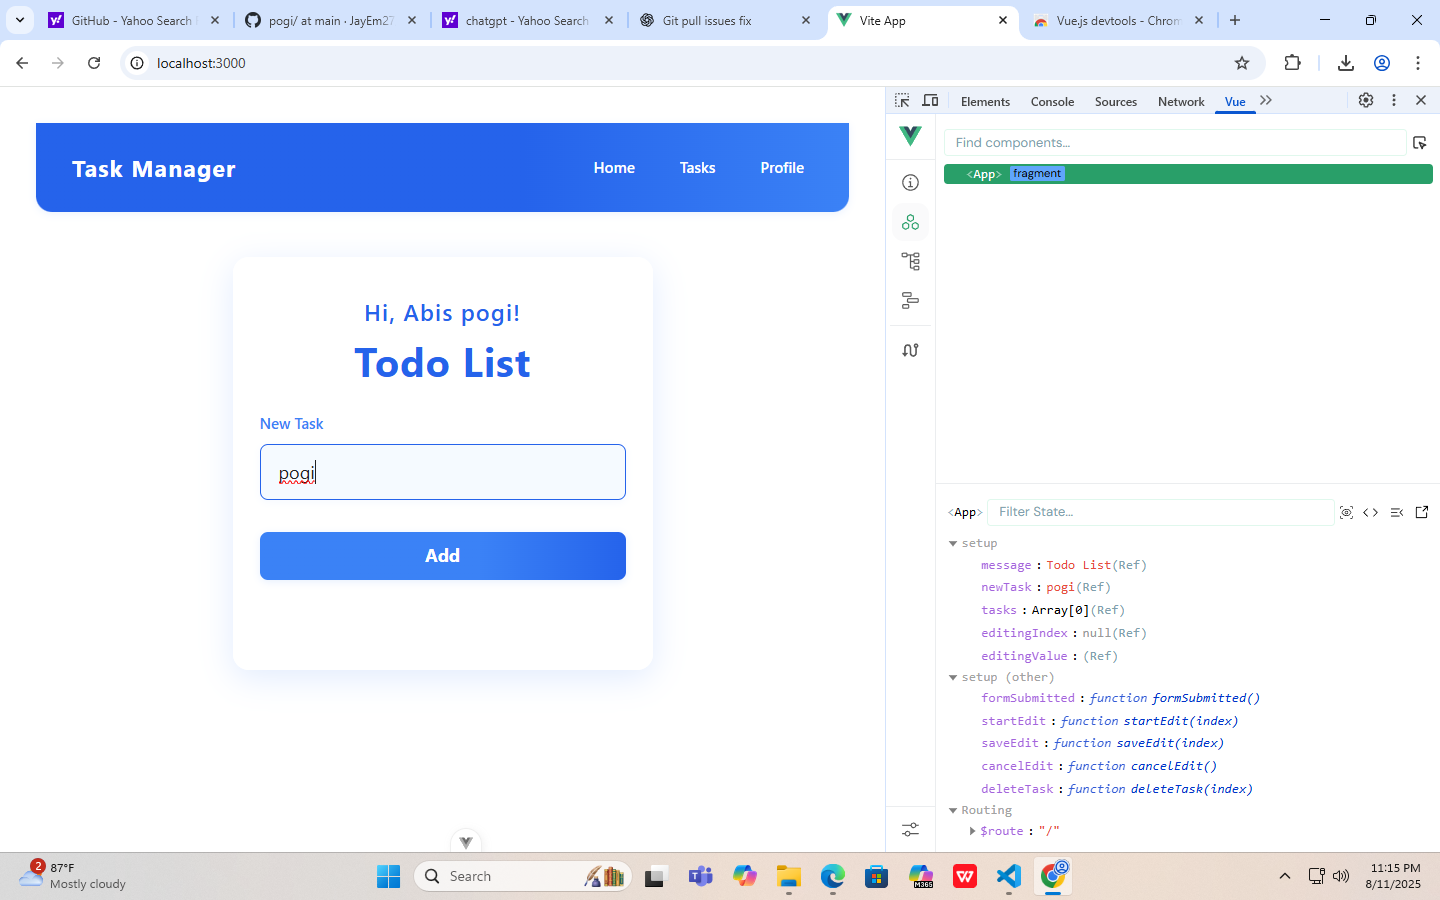 GitHub - Yahoo Search
pogi/ at main · JayEm27
chatgpt - Yahoo Search
Git pull issues fix
Vite App
Vue.js devtools - Chrom
localhost:3000
Task Manager
Home
Tasks
Profile
Hi, Abis pogi!
Todo List
New Task
pogi
Add
Elements
Console
Sources
Network
Vue
Find components...
<App> fragment
<App>
Filter State...
setup
message : Todo List(Ref)
newTask : pogi(Ref)
tasks : Array[0](Ref)
editingIndex : null(Ref)
editingValue : (Ref)
setup (other)
formSubmitted : function formSubmitted()
startEdit : function startEdit(index)
saveEdit : function saveEdit(index)
cancelEdit : function cancelEdit()
deleteTask : function deleteTask(index)
Routing
$route : "/"
2
87°F
Mostly cloudy
Search
M365
11:15 PM
8/11/2025